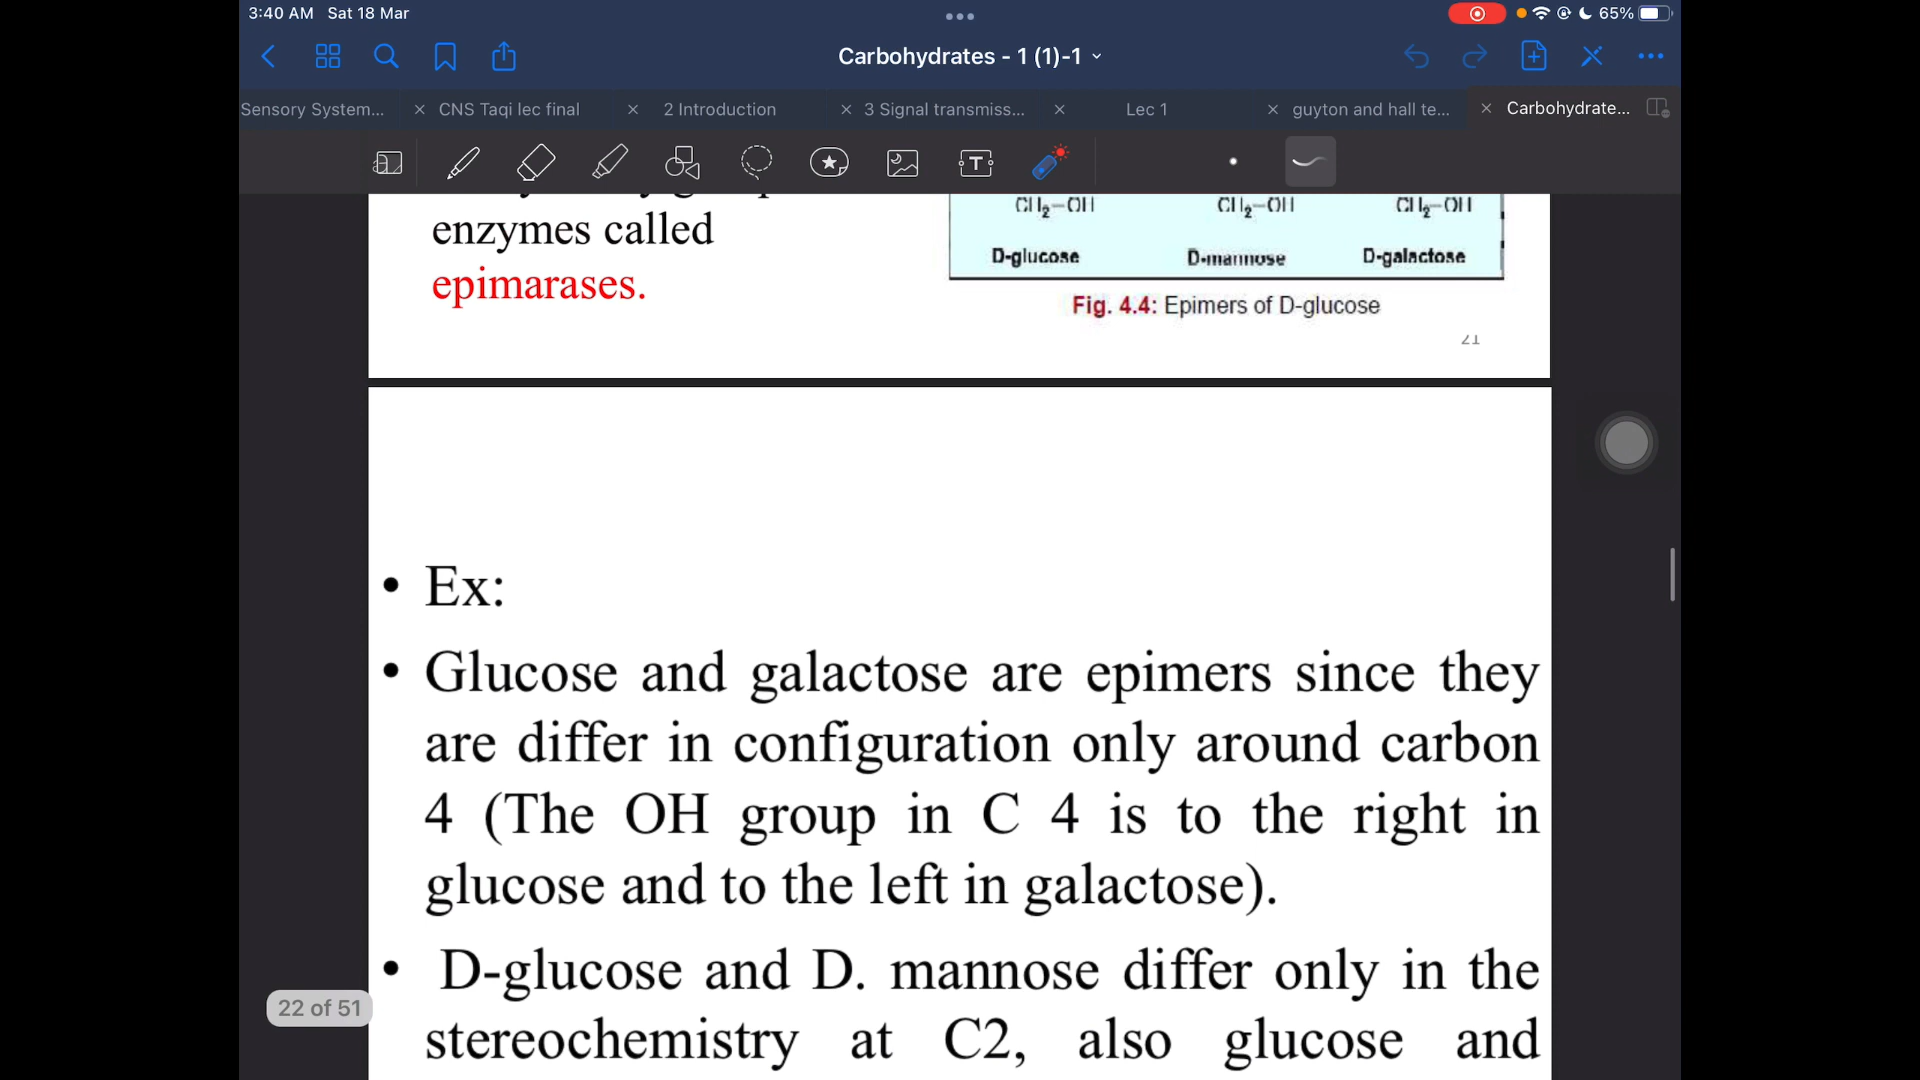 3:40 AM Sat 18 Mar
65%
Carbohydrates - 1 (1)-1
Sensory System...
CNS Taqi lec final
2 Introduction
3 Signal transmiss...
Lec 1
guyton and hall te...
Carbohydrate...
enzymes called
epimarases.
CH2-OH CH2-OH CH2-OH
D-glucose D-mannose D-galactose
Fig. 4.4: Epimers of D-glucose
21
• Ex:
• Glucose and galactose are epimers since they
are differ in configuration only around carbon
4 (The OH group in C 4 is to the right in
glucose and to the left in galactose).
• D-glucose and D. mannose differ only in the
stereochemistry at C2, also glucose and
22 of 51